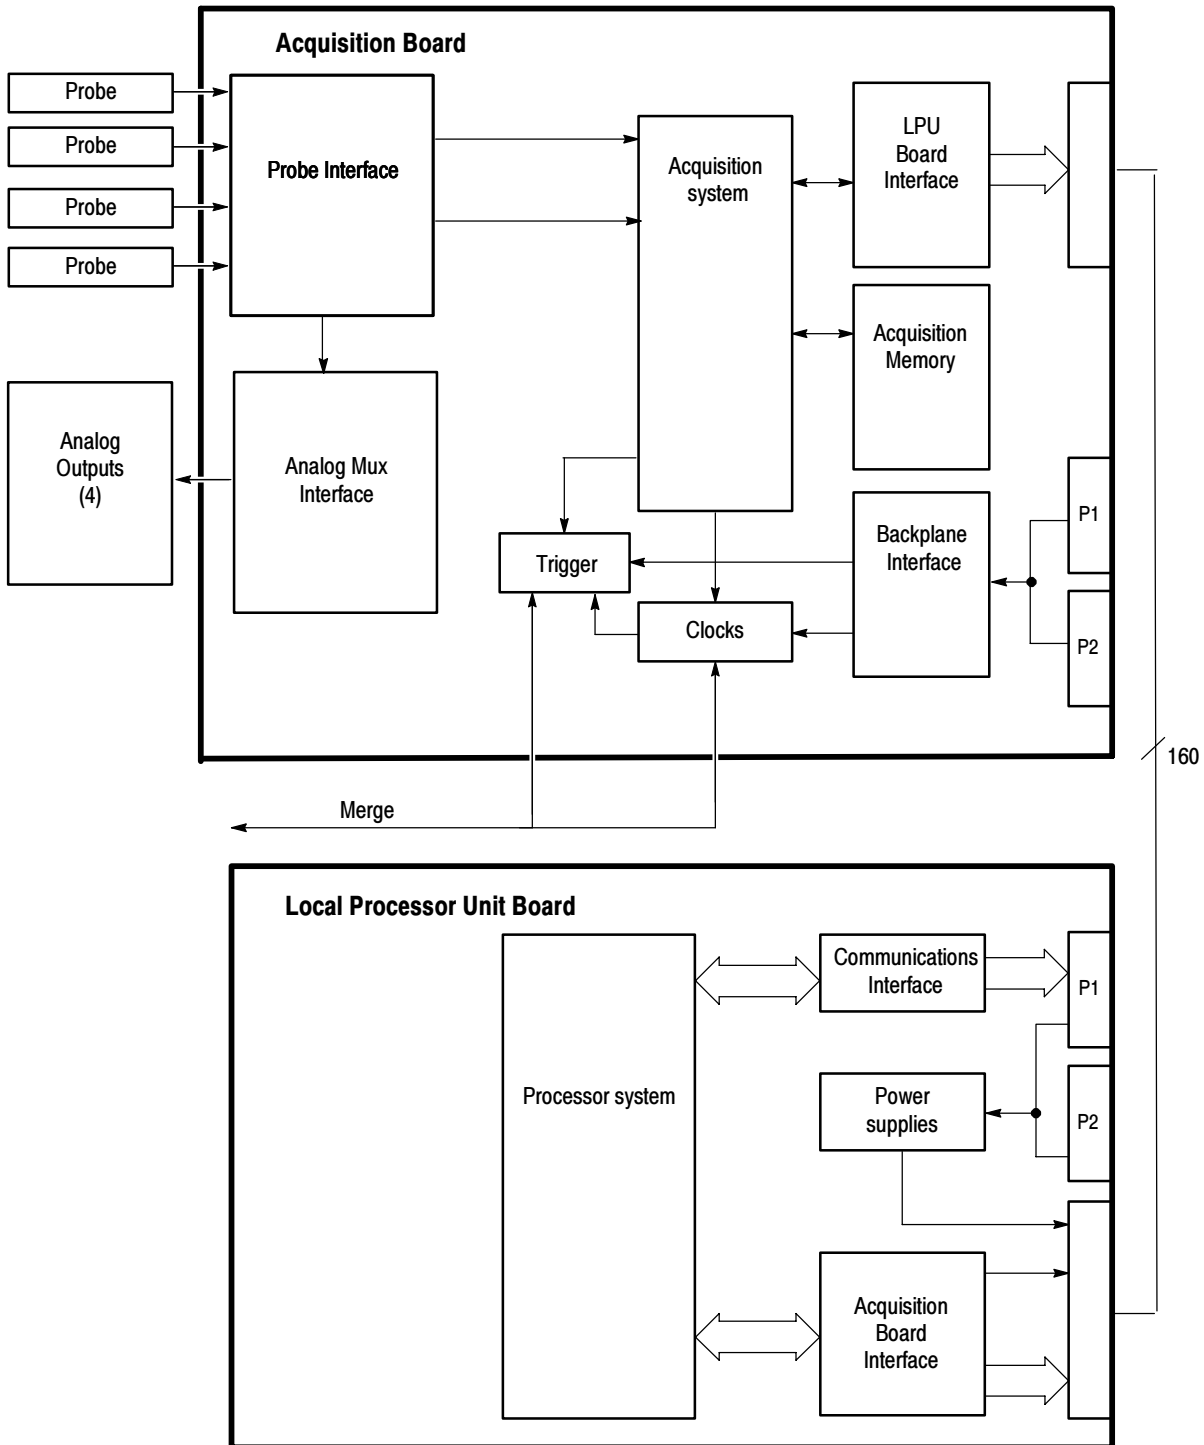 Acquisition Board
Probe
Probe
Probe
Probe
Probe Interface
Acquisition
system
LPU
Board
Interface
Acquisition
Memory
Analog
Outputs
(4)
Analog Mux
Interface
Trigger
Clocks
Backplane
Interface
P1
P2
160
Merge
Local Processor Unit Board
Processor system
Communications
Interface
P1
Power
supplies
P2
Acquisition
Board
Interface